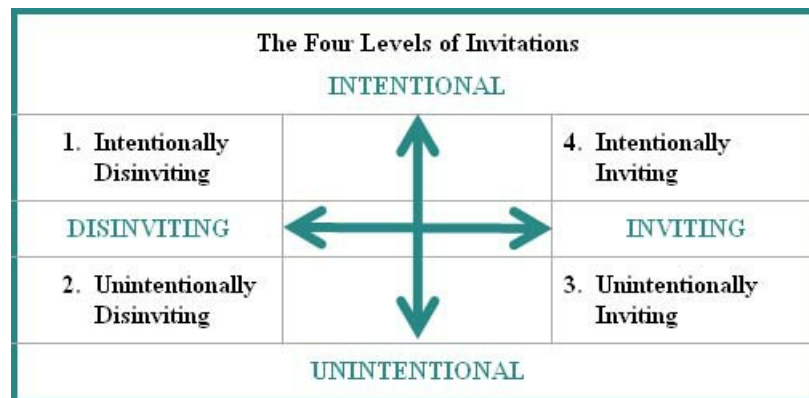 The Four Levels of Invitations
INTENTIONAL
1. Intentionally
Disinviting
4. Intentionally
Inviting
DISINVITING
INVITING
2. Unintentionally
Disinviting
3. Unintentionally
Inviting
UNINTENTIONAL